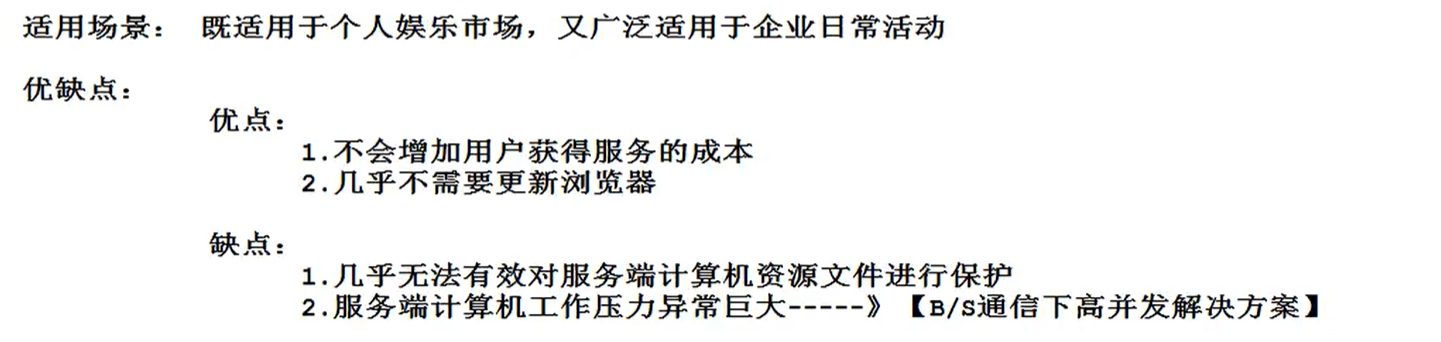 适用场景: 既适用于个人娱乐市场，又广泛适用于企业日常活动
优缺点:
优点:
1.不会增加用户获得服务的成本
2.几乎不需要更新浏览器
缺点:
1.几乎无法有效对服务端计算机资源文件进行保护
2.服务端计算机工作压力异常巨大-----》【B/S通信下高并发解决方案】